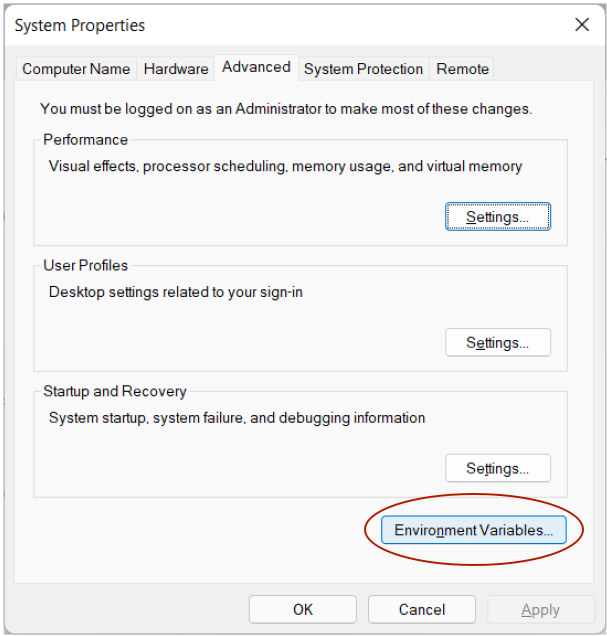 System Properties
Computer Name Hardware Advanced System Protection Remote
You must be logged on as an Administrator to make most of these changes.
Performance
Visual effects, processor scheduling, memory usage, and virtual memory
Settings...
User Profiles
Desktop settings related to your sign-in
Settings...
Startup and Recovery
System startup, system failure, and debugging information
Settings...
Environment Variables...
OK Cancel Apply